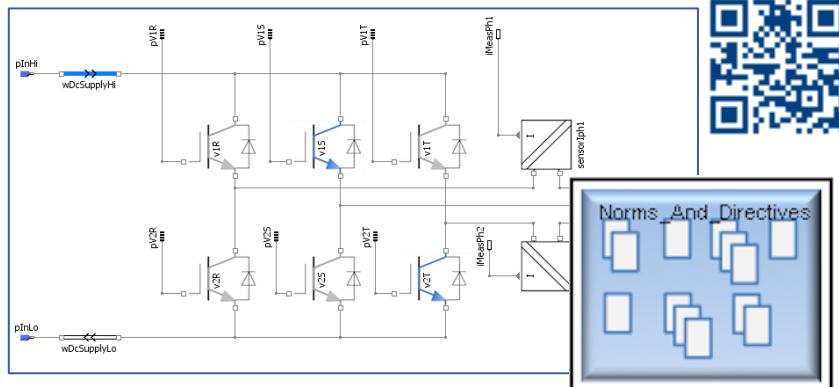 pV1R
pV1S
pV1T
iMeasPh1
pInHi
wDcSupplyHi
v1R
v1S
v1T
I
sensorIph1
Norms_And_Directives
pV2R
pV2S
pV2T
iMeasPh2
v2R
v2S
v2T
I
pInLo
wDcSupplyLo